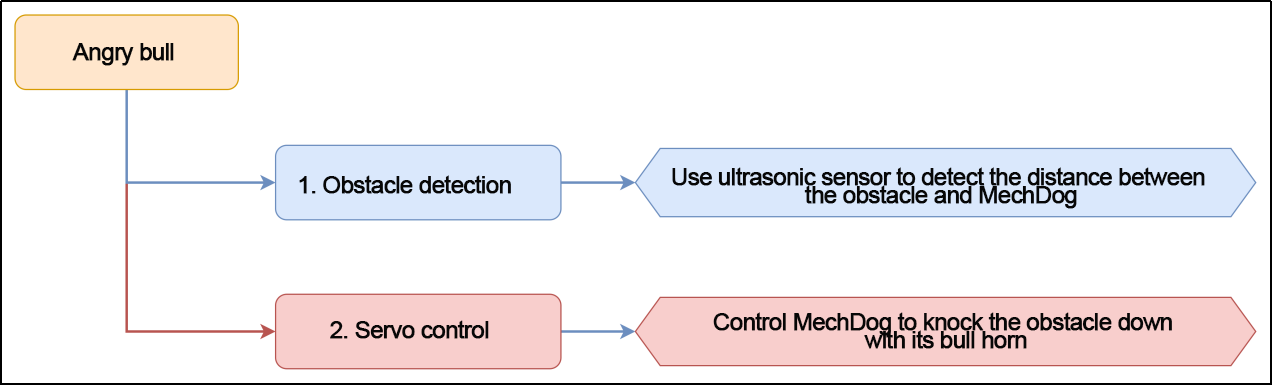 Angry bull
1. Obstacle detection
Use ultrasonic sensor to detect the distance between
the obstacle and MechDog
2. Servo control
Control MechDog to knock the obstacle down
with its bull horn